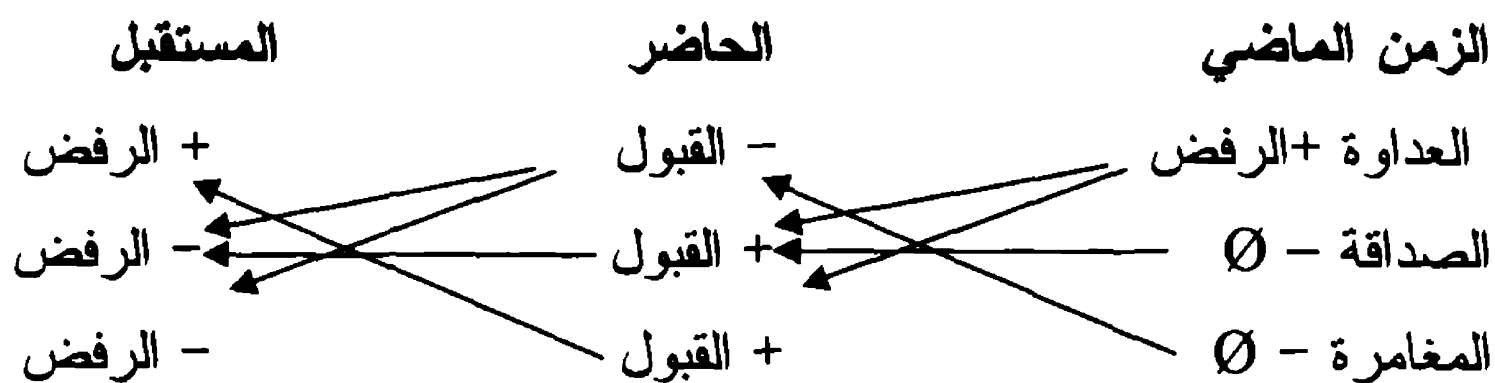 الزمن الماضي الحاضر المستقبل
العداوة +الرفض – القبول + الرفض
الصداقة – Ø + القبول – الرفض
المغامرة – Ø + القبول – الرفض